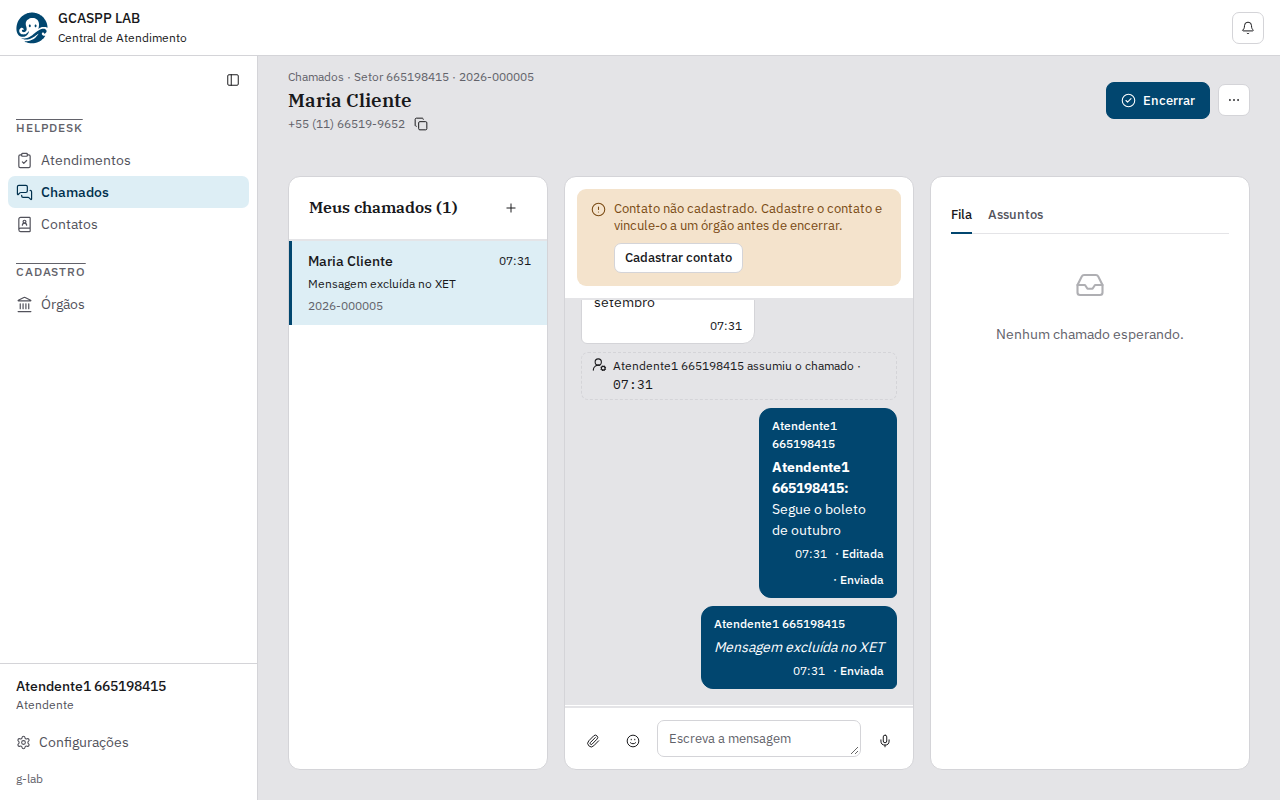 GCASPP LAB
Central de Atendimento
HELPDESK
Atendimentos
Chamados
Contatos
CADASTRO
Órgãos
Atendente1 665198415
Atendente
Configurações
g-lab
Chamados · Setor 665198415 · 2026-000005
Maria Cliente
+55 (11) 66519-9652
Encerrar
Meus chamados (1)
Maria Cliente 07:31
Mensagem excluída no XET
2026-000005
Contato não cadastrado. Cadastre o contato e
vincule-o a um órgão antes de encerrar.
Cadastrar contato
setembro
07:31
Atendente1 665198415 assumiu o chamado ·
07:31
Atendente1
665198415
Atendente1
665198415:
Segue o boleto
de outubro
07:31 · Editada
· Enviada
Atendente1 665198415
Mensagem excluída no XET
07:31 · Enviada
Escreva a mensagem
Fila Assuntos
Nenhum chamado esperando.